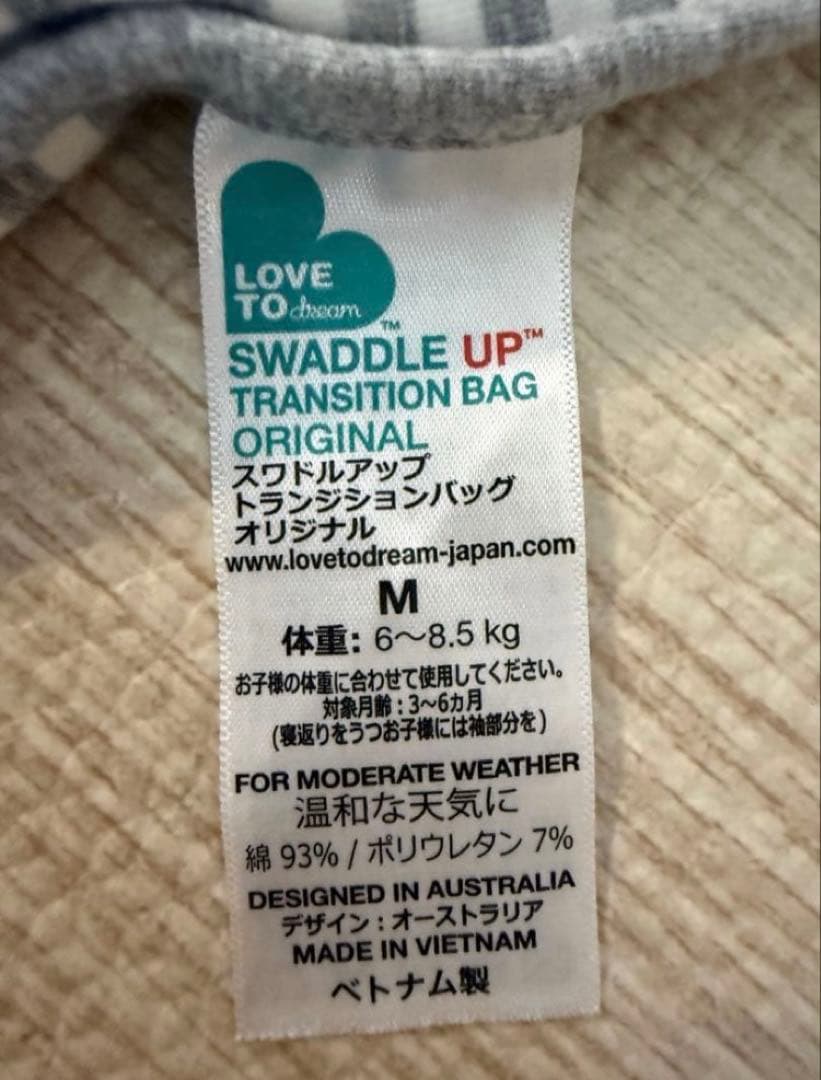 LOVE
TO dream™
SWADDLE UP™
TRANSITION BAG
ORIGINAL
スワドルアップ
トランジションバッグ
オリジナル
www.lovetodream-japan.com
M
体重: 6〜8.5 kg
お子様の体重に合わせて使用してください。
対象月齢:3〜6カ月
(寝返りをうつお子様には袖部分を)
FOR MODERATE WEATHER
温和な天気に
綿 93% / ポリウレタン 7%
DESIGNED IN AUSTRALIA
デザイン:オーストラリア
MADE IN VIETNAM
ベトナム製